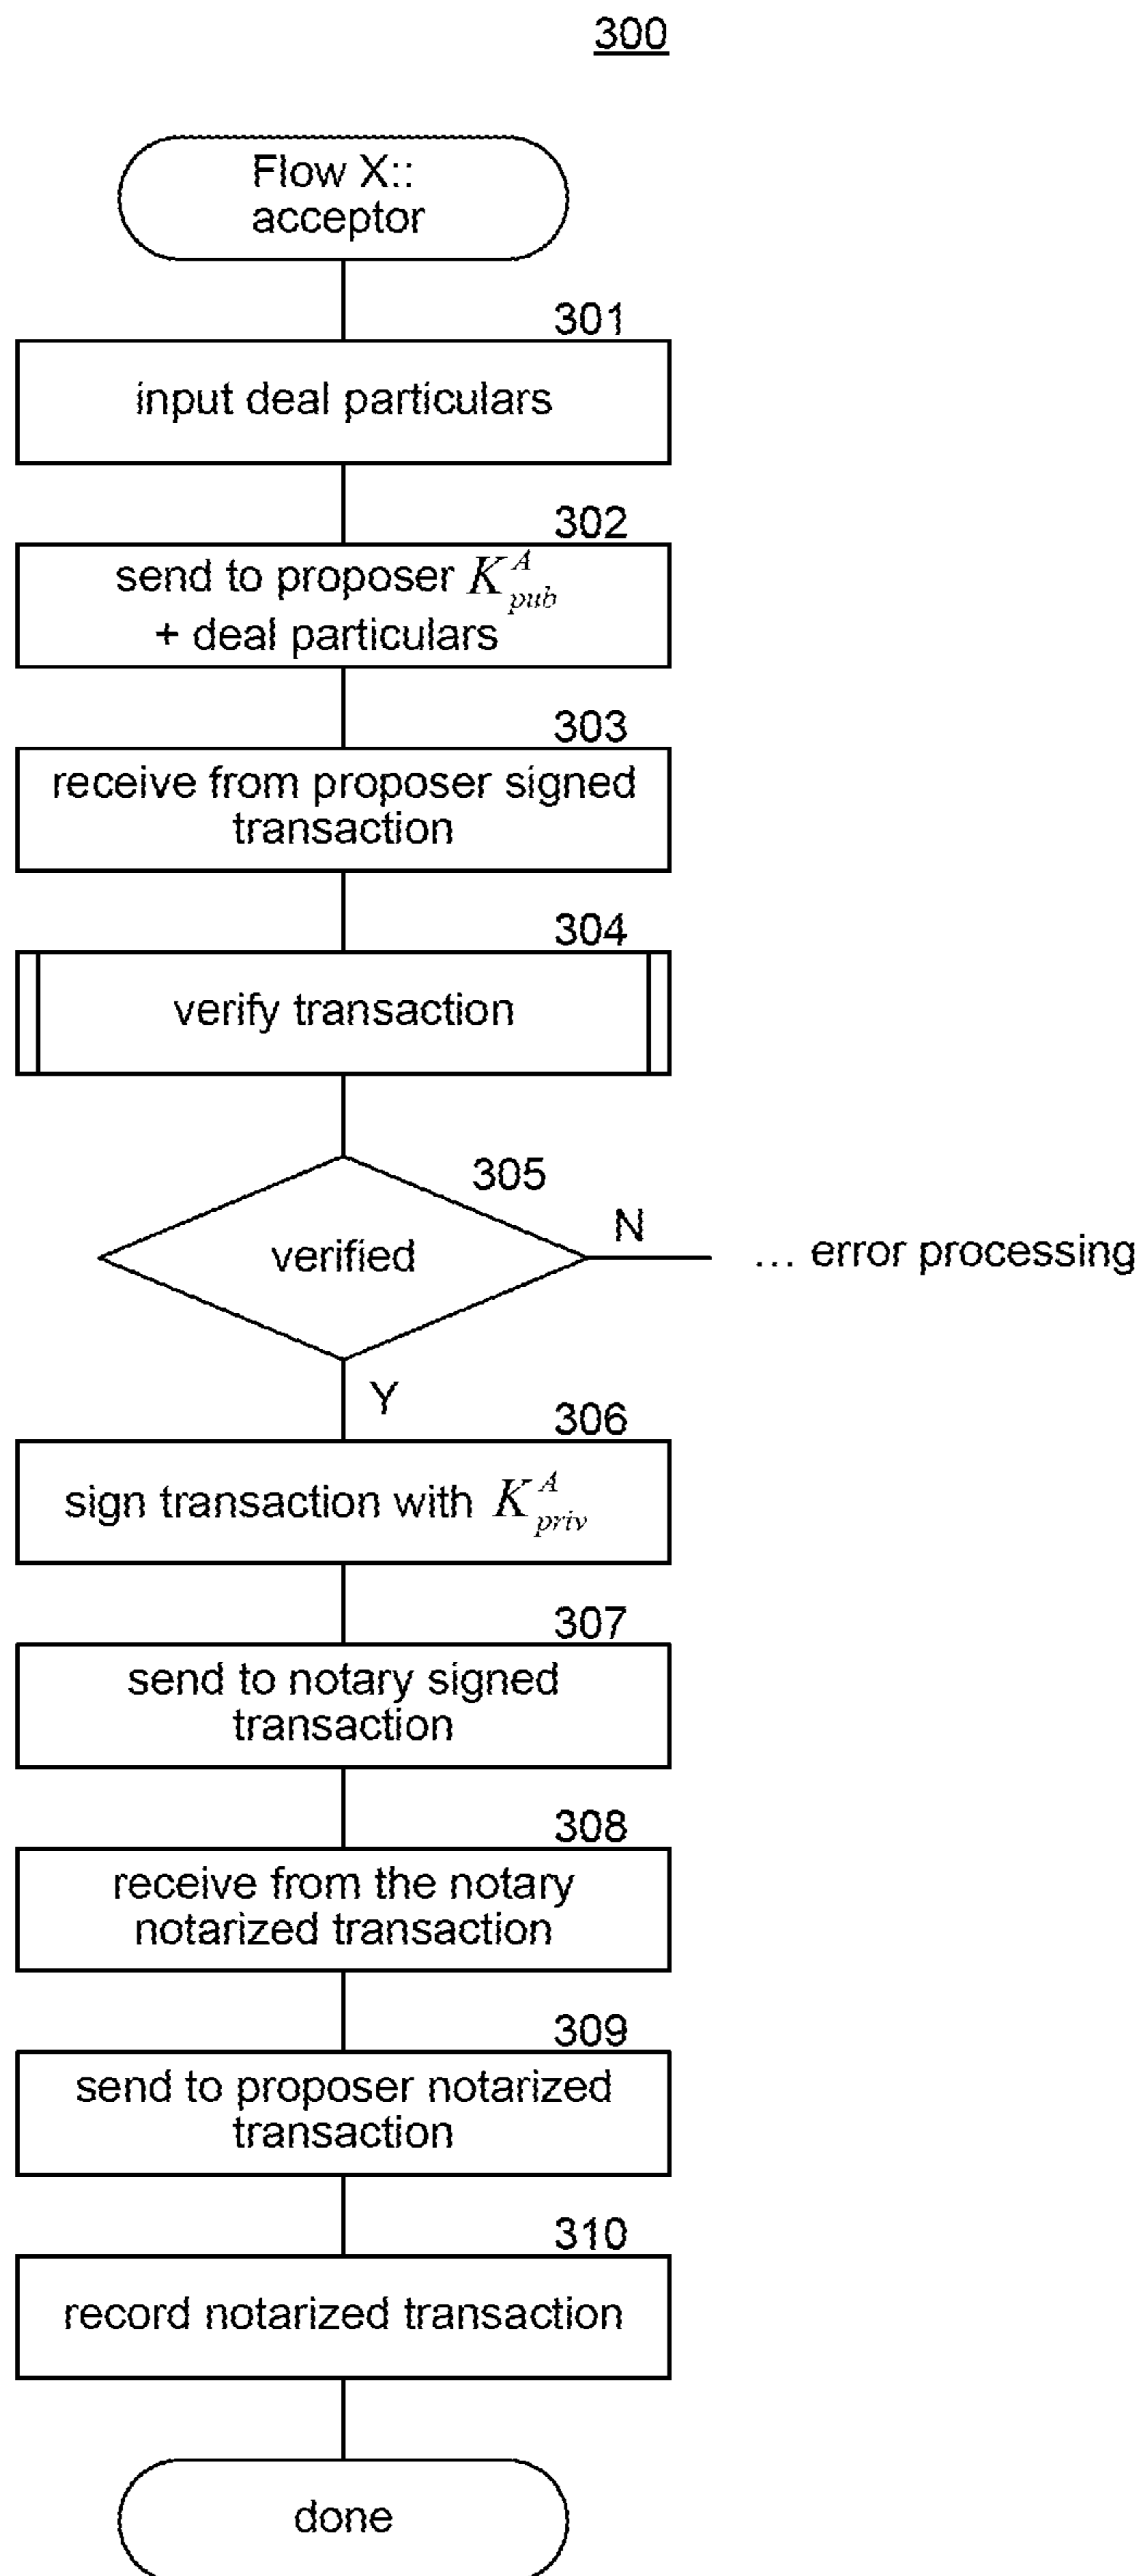 300
Flow X::
acceptor
301
input deal particulars
302
send to proposer K^A_pub
+ deal particulars
303
receive from proposer signed
transaction
304
verify transaction
305
verified
N
... error processing
Y
306
sign transaction with K^A_priv
307
send to notary signed
transaction
308
receive from the notary
notarized transaction
309
send to proposer notarized
transaction
310
record notarized transaction
done